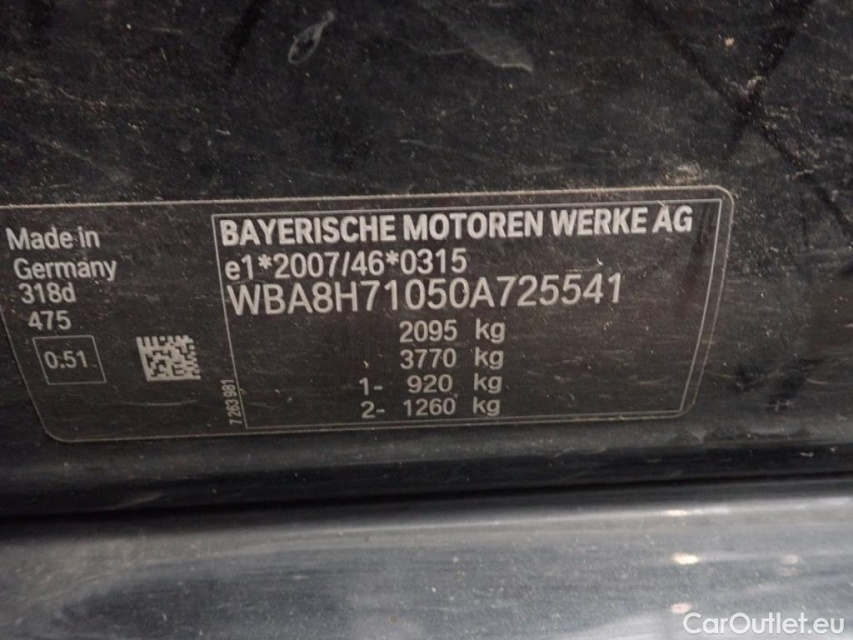 Made in
Germany
318d
475
0.51
7 263 981
BAYERISCHE MOTOREN WERKE AG
e1*2007/46*0315
WBA8H71050A725541
2095 kg
3770 kg
1- 920 kg
2- 1260 kg
CarOutlet.eu